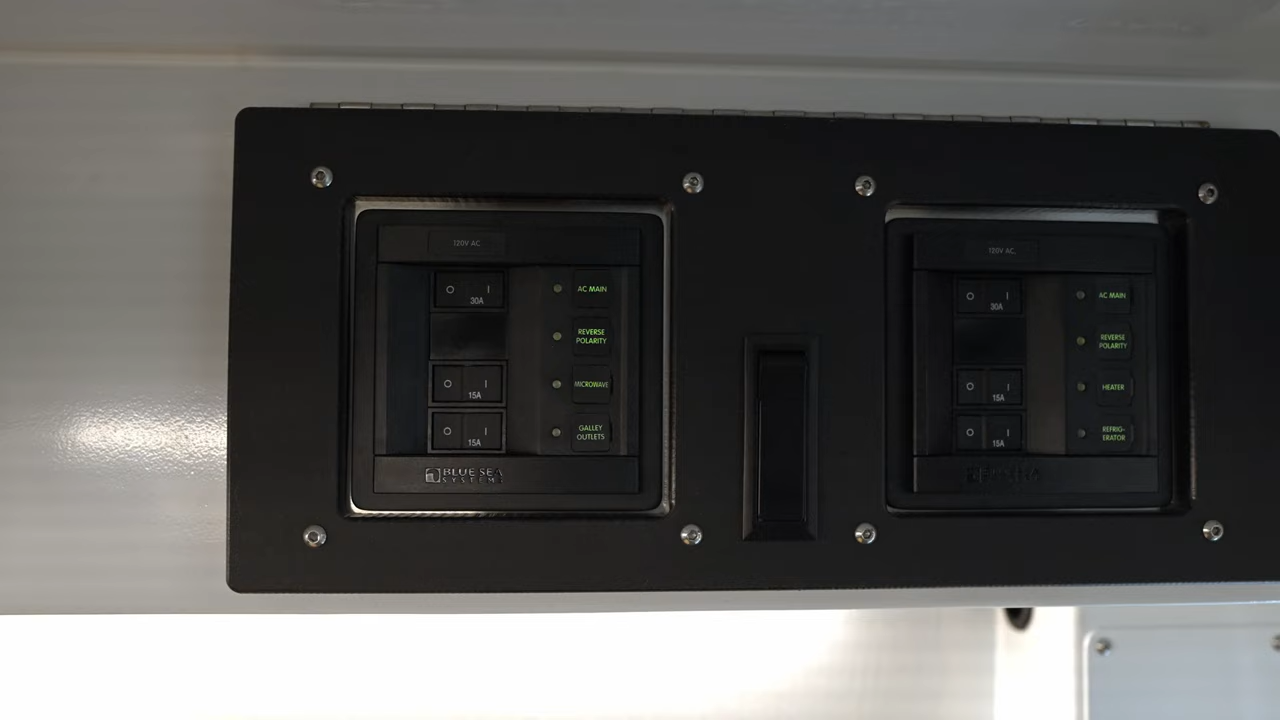 120V AC
O I
30A
AC MAIN
REVERSE
POLARITY
O I
15A
MICROWAVE
O I
15A
GALLEY
OUTLETS
BLUE SEA
SYSTEMS
120V AC
O I
30A
AC MAIN
REVERSE
POLARITY
O I
15A
HEATER
O I
15A
REFRIG-
ERATOR